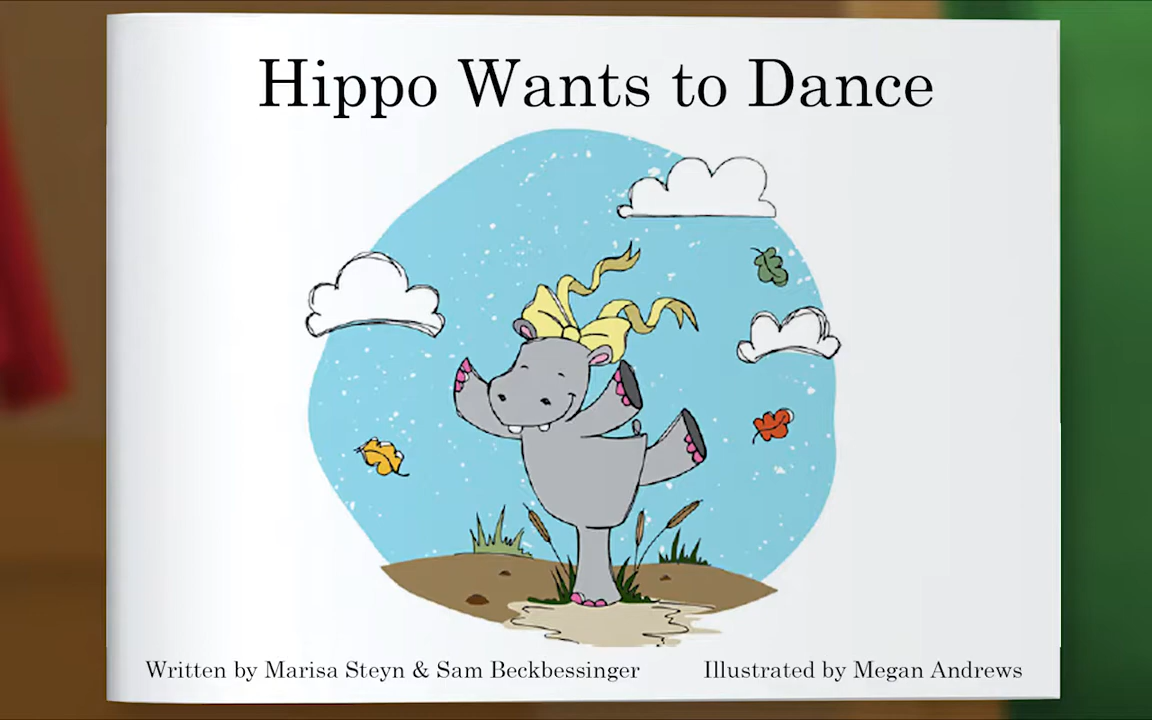 Hippo Wants to Dance
Written by Marisa Steyn & Sam Beckbessinger
Illustrated by Megan Andrews